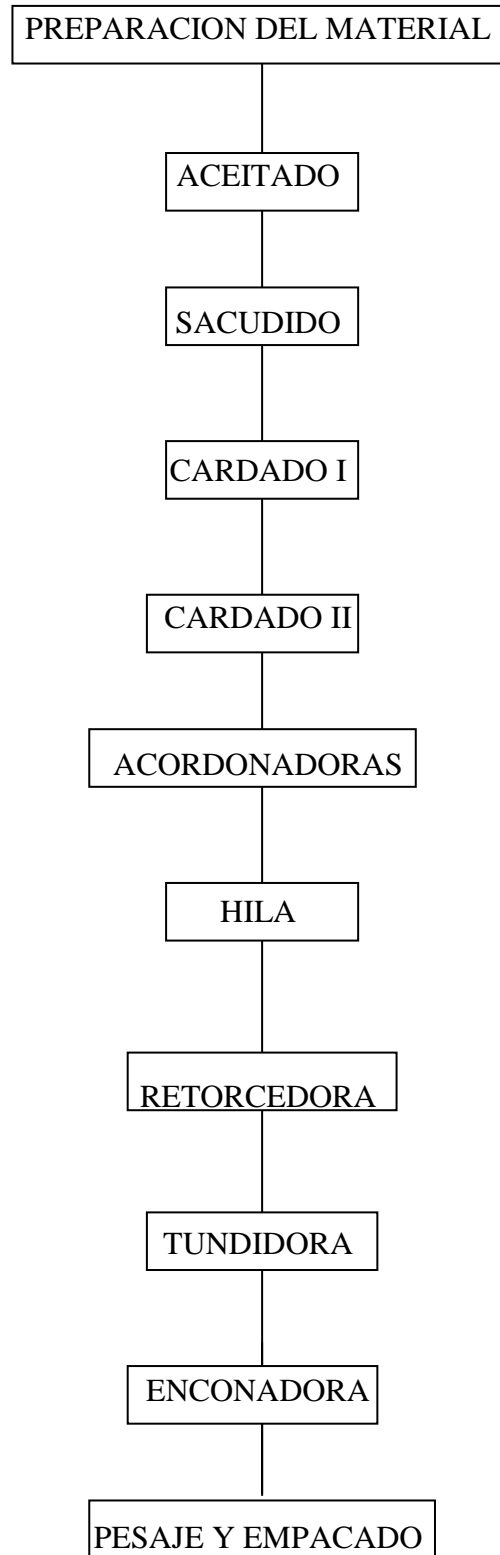 PREPARACION DEL MATERIAL
ACEITADO
SACUDIDO
CARDADO I
CARDADO II
ACORDONADORAS
HILA
RETORCEDORA
TUNDIDORA
ENCONADORA
PESAJE Y EMPACADO